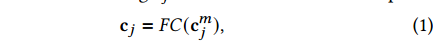 c_j = FC(c_j^m), (1)